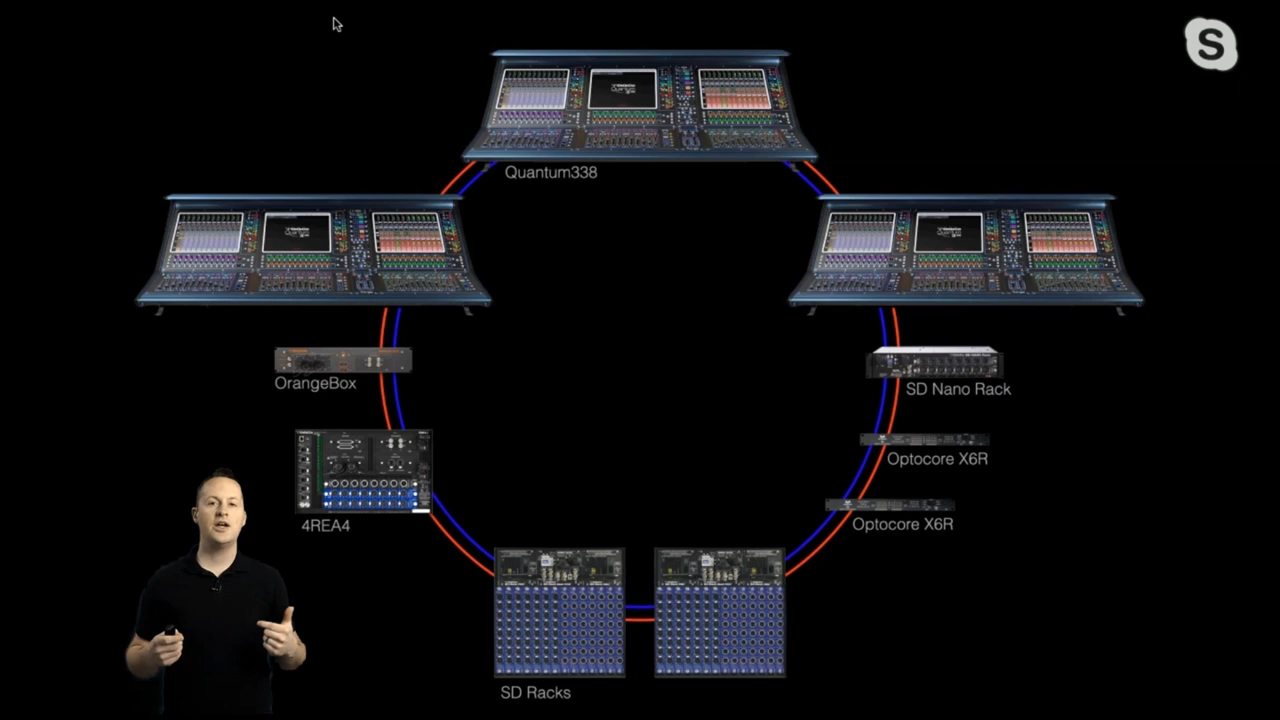 S
Quantum338
OrangeBox
SD Nano Rack
4REA4
Optocore X6R
Optocore X6R
SD Racks